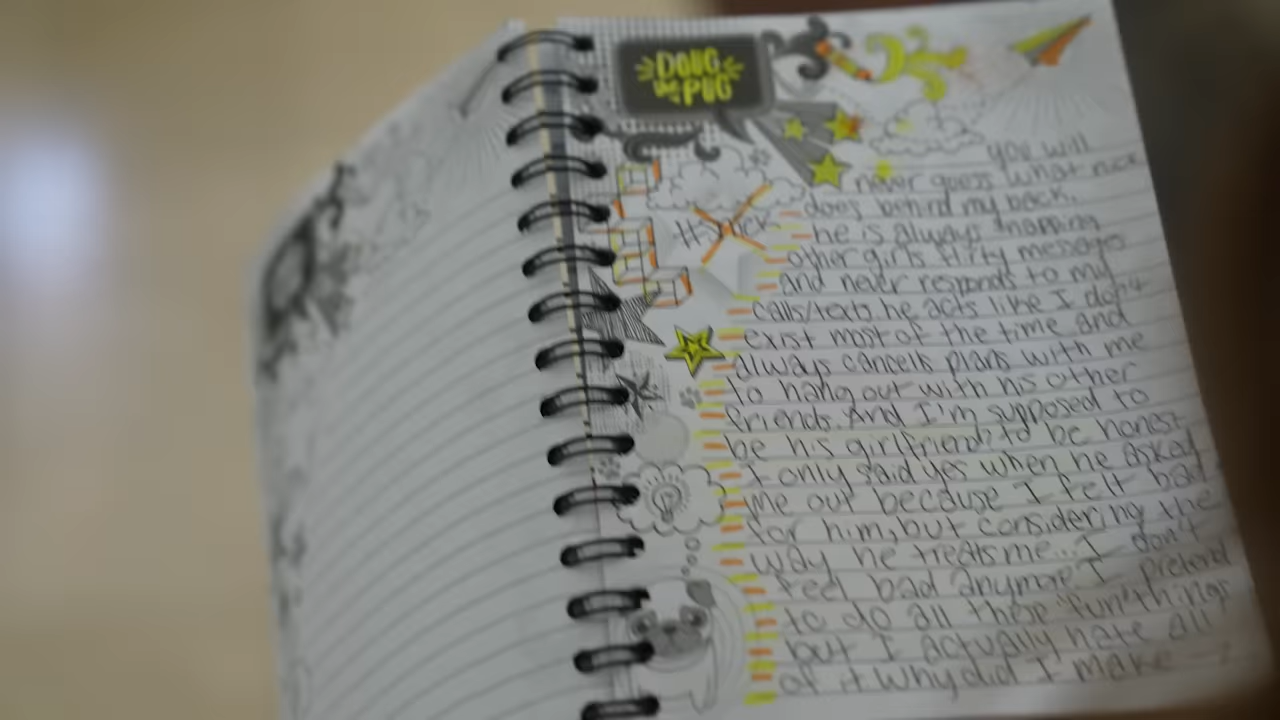 DOUG
the PUG
you will
never guess what nick
does behind my back.
#1 Nick
he is always snapping
other girls flirty messages
and never responds to my
calls/texts he acts like I don't
exist most of the time and
always cancells plans with me
to hang out with his other
friends. And I'm supposed to
be his girlfriend? to be honest
I only said yes when he asked
me out because I felt bad
for him, but considering the
way he treats me... I don't
feel bad anymore I pretend
to do all these "fun" things
but I actually hate all
of it why did I make